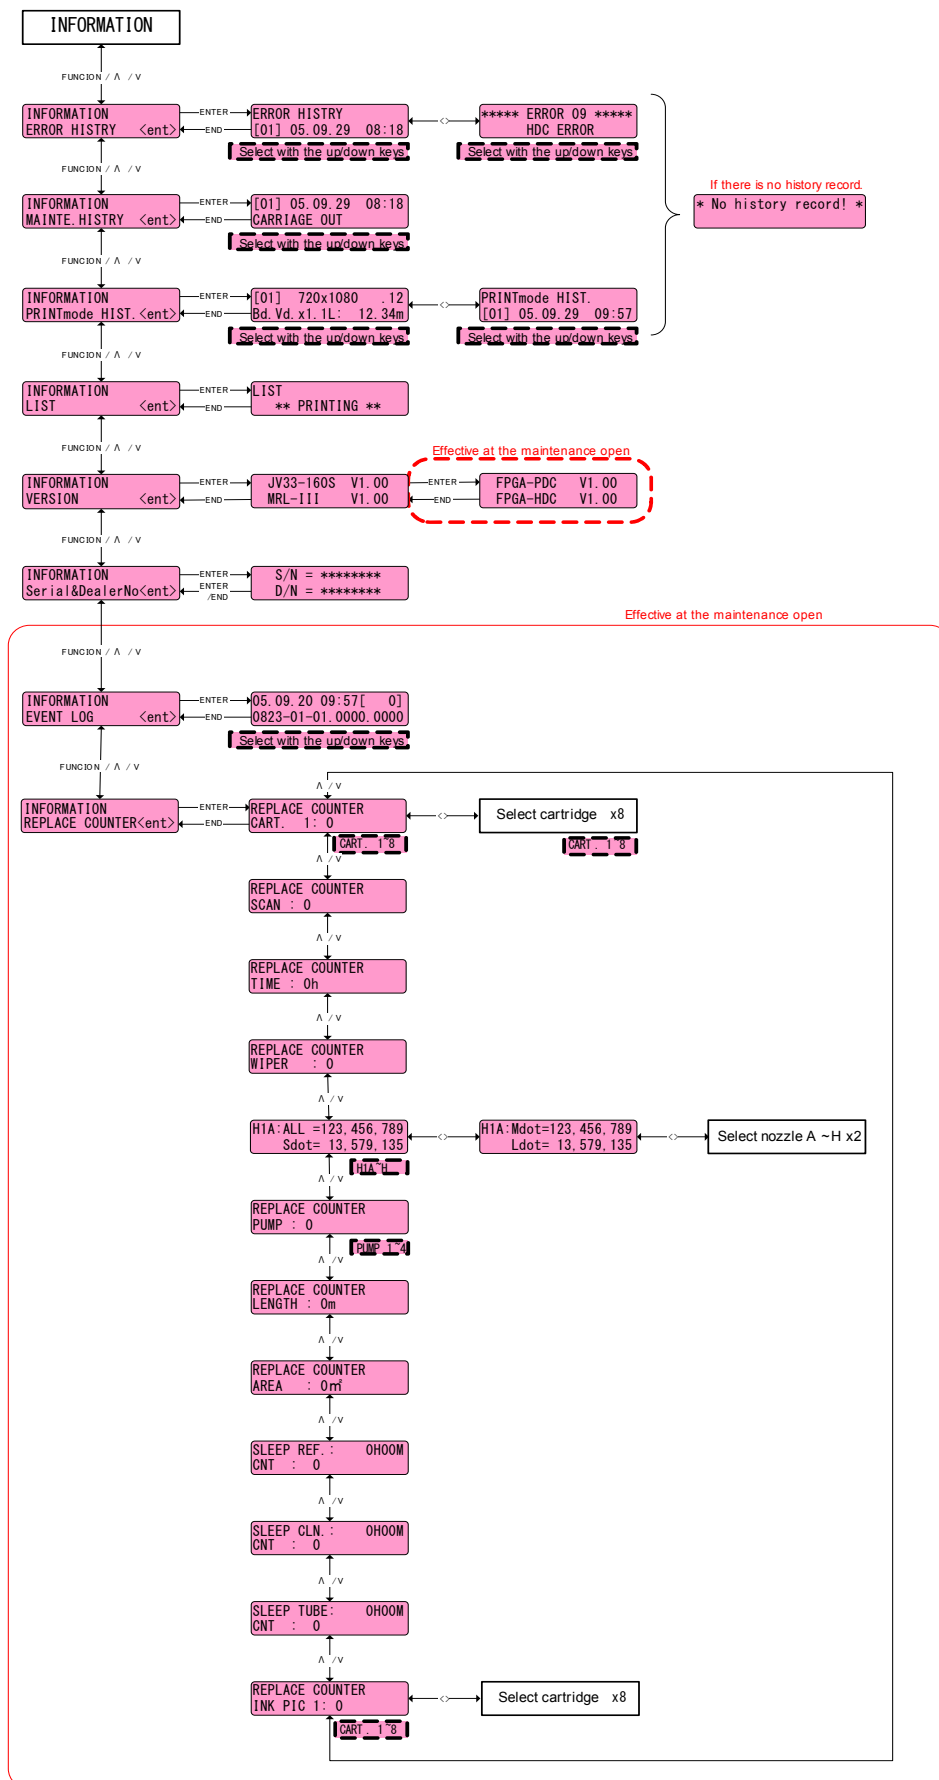 INFORMATION
FUNCION / Λ / V
INFORMATION
ERROR HISTRY <ent>
ENTER
END
ERROR HISTRY
[01] 05.09.29 08:18
Select with the up/down keys
<>
***** ERROR 09 *****
HDC ERROR
Select with the up/down keys
FUNCION / Λ / V
If there is no history record.
* No history record! *
INFORMATION
MAINTE.HISTRY <ent>
ENTER
END
[01] 05.09.29 08:18
CARRIAGE OUT
Select with the up/down keys
FUNCION / Λ / V
INFORMATION
PRINTmode HIST.<ent>
ENTER
END
[01] 720x1080 .12
Bd.Vd.x1.1L: 12.34m
Select with the up/down keys
<>
PRINTmode HIST.
[01] 05.09.29 09:57
Select with the up/down keys
FUNCION / Λ / V
INFORMATION
LIST <ent>
ENTER
END
LIST
** PRINTING **
FUNCION / Λ / V
Effective at the maintenance open
INFORMATION
VERSION <ent>
ENTER
END
JV33-160S V1.00
MRL-III V1.00
ENTER
END
FPGA-PDC V1.00
FPGA-HDC V1.00
FUNCION / Λ / V
INFORMATION
Serial&DealerNo<ent>
ENTER
ENTER
/END
S/N = ********
D/N = ********
Effective at the maintenance open
FUNCION / Λ / V
INFORMATION
EVENT LOG <ent>
ENTER
END
05.09.20 09:57[ 0]
0823-01-01.0000.0000
Select with the up/down keys
FUNCION / Λ / V
Λ / V
INFORMATION
REPLACE COUNTER<ent>
ENTER
END
REPLACE COUNTER
CART. 1: 0
CART. 1~8
<>
Select cartridge x8
CART. 1~8
Λ / V
REPLACE COUNTER
SCAN : 0
Λ / V
REPLACE COUNTER
TIME : 0h
Λ / V
REPLACE COUNTER
WIPER : 0
Λ / V
H1A:ALL =123,456,789
Sdot= 13,579,135
H1A~H
<>
H1A:Mdot=123,456,789
Ldot= 13,579,135
<>
Select nozzle A ~H x2
Λ / V
REPLACE COUNTER
PUMP : 0
PUMP 1~4
Λ / V
REPLACE COUNTER
LENGTH : 0m
Λ / V
REPLACE COUNTER
AREA : 0㎡
Λ / V
SLEEP REF.: 0H00M
CNT : 0
Λ / V
SLEEP CLN.: 0H00M
CNT : 0
Λ / V
SLEEP TUBE: 0H00M
CNT : 0
Λ / V
REPLACE COUNTER
INK PIC 1: 0
CART. 1~8
<>
Select cartridge x8